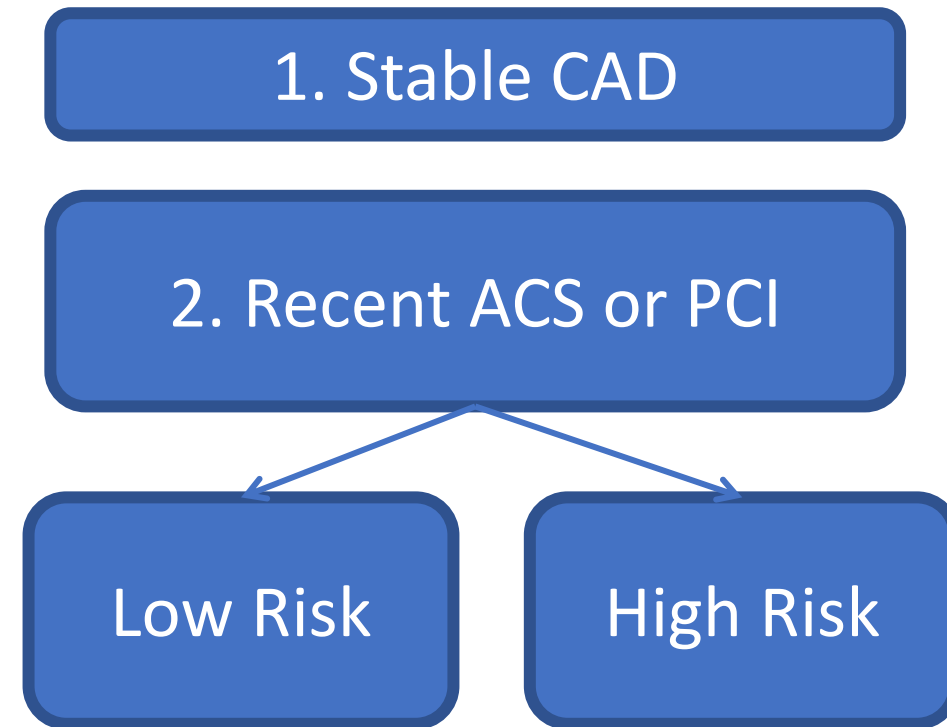 1. Stable CAD
2. Recent ACS or PCI
Low Risk
High Risk